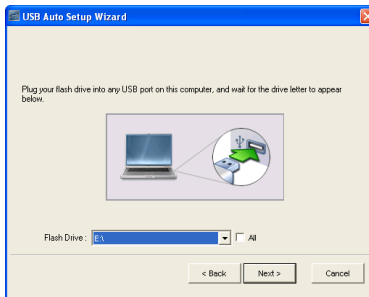 USB Auto Setup Wizard
Plug your flash drive into any USB port on this computer, and wait for the drive letter to appear
below.
Flash Drive : E:\ All
< Back Next > Cancel